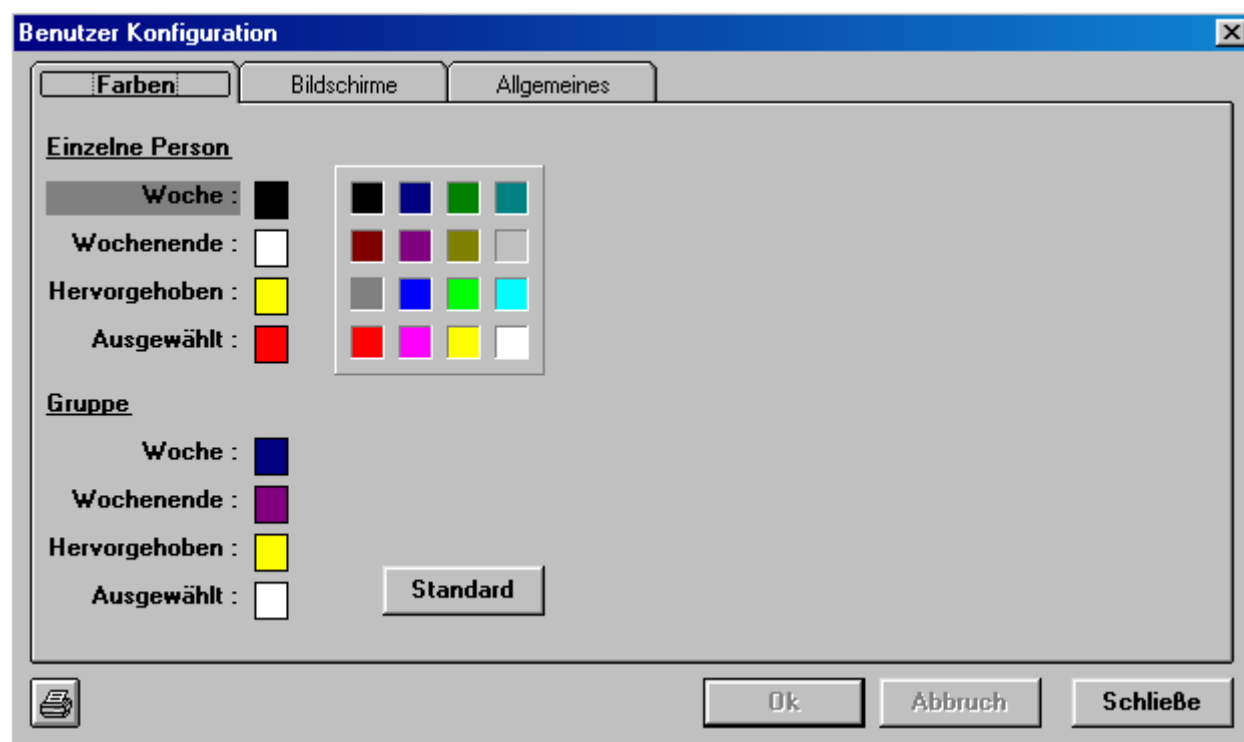 Benutzer Konfiguration
Farben Bildschirme Allgemeines
Einzelne Person
Woche :
Wochenende :
Hervorgehoben :
Ausgewählt :
Gruppe
Woche :
Wochenende :
Hervorgehoben :
Ausgewählt :
Standard
Ok Abbruch Schließe